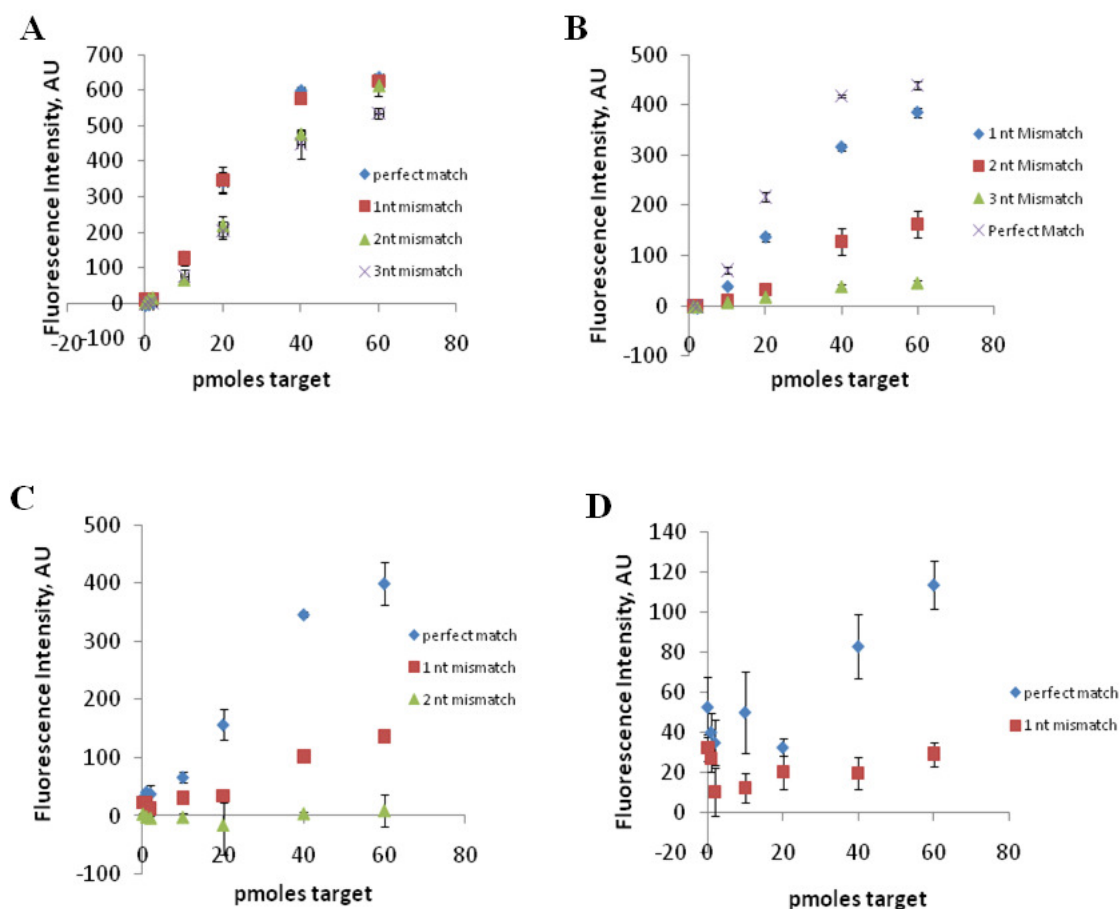 A
Fluorescence Intensity, AU
700
600
500
400
300
200
100
0
-100
-20 0 20 40 60 80
pmoles target
perfect match
1nt mismatch
2nt mismatch
3nt mismatch
B
Fluorescence Intensity, AU
500
400
300
200
100
0
-100
0 20 40 60 80
pmoles target
1 nt Mismatch
2 nt Mismatch
3 nt Mismatch
Perfect Match
C
Fluorescence Intensity, AU
500
400
300
200
100
0
-100
0 20 40 60 80
pmoles target
perfect match
1 nt mismatch
2 nt mismatch
D
Fluorescence Intensity, AU
140
120
100
80
60
40
20
0
-20
0 20 40 60 80
pmoles target
perfect match
1 nt mismatch